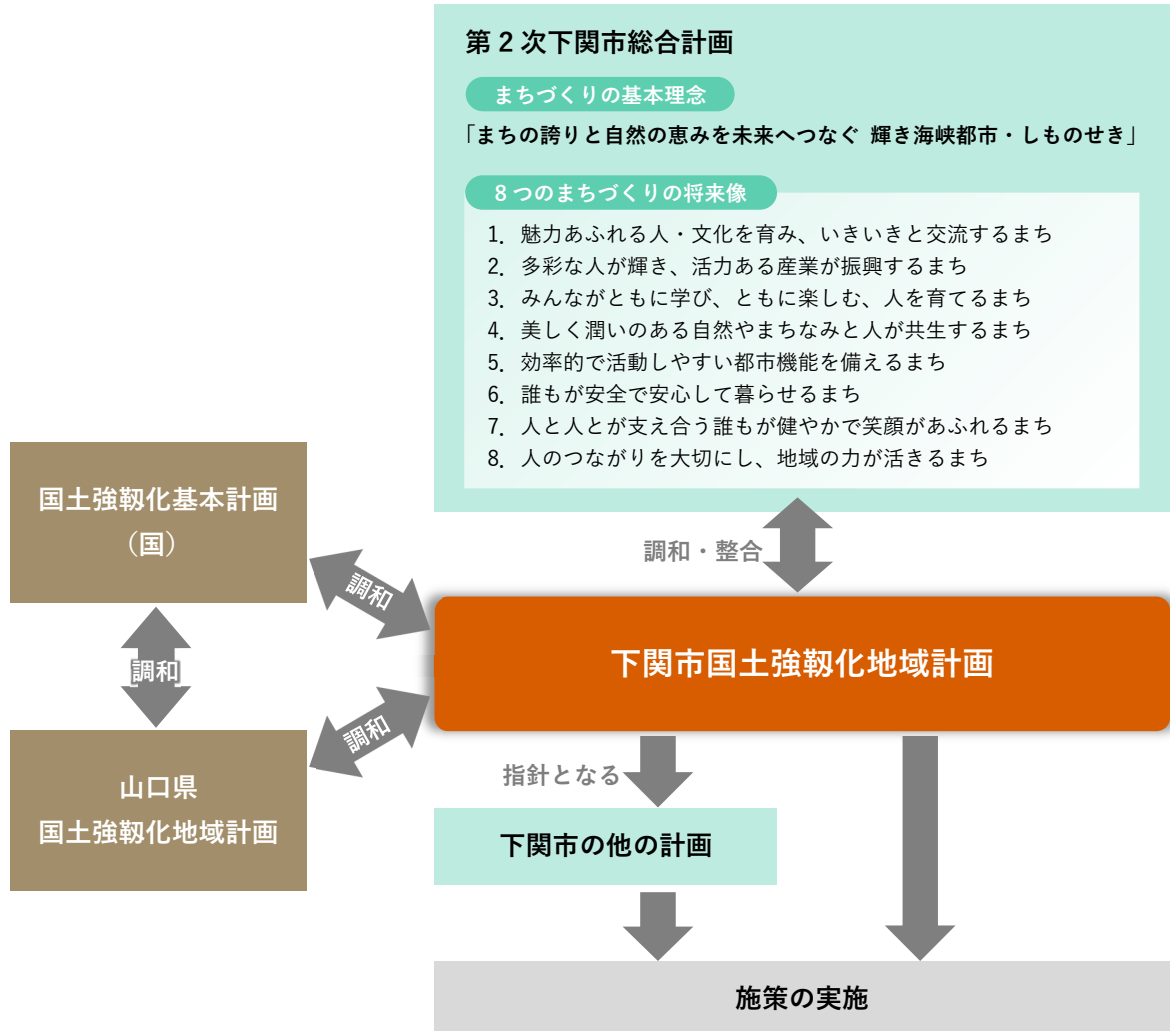 第2次下関市総合計画
まちづくりの基本理念
「まちの誇りと自然の恵みを未来へつなぐ 輝き海峡都市・しものせき」
8つのまちづくりの将来像
1. 魅力あふれる人・文化を育み、いきいきと交流するまち
2. 多彩な人が輝き、活力ある産業が振興するまち
3. みんながともに学び、ともに楽しむ、人を育てるまち
4. 美しく潤いのある自然やまちなみと人が共生するまち
5. 効率的で活動しやすい都市機能を備えるまち
6. 誰もが安全で安心して暮らせるまち
7. 人と人とが支え合う誰もが健やかで笑顔があふれるまち
8. 人のつながりを大切にし、地域の力が活きるまち
国土強靱化基本計画
（国）
調和・整合
調和
下関市国土強靱化地域計画
調和
調和
山口県
国土強靱化地域計画
指針となる
下関市の他の計画
施策の実施